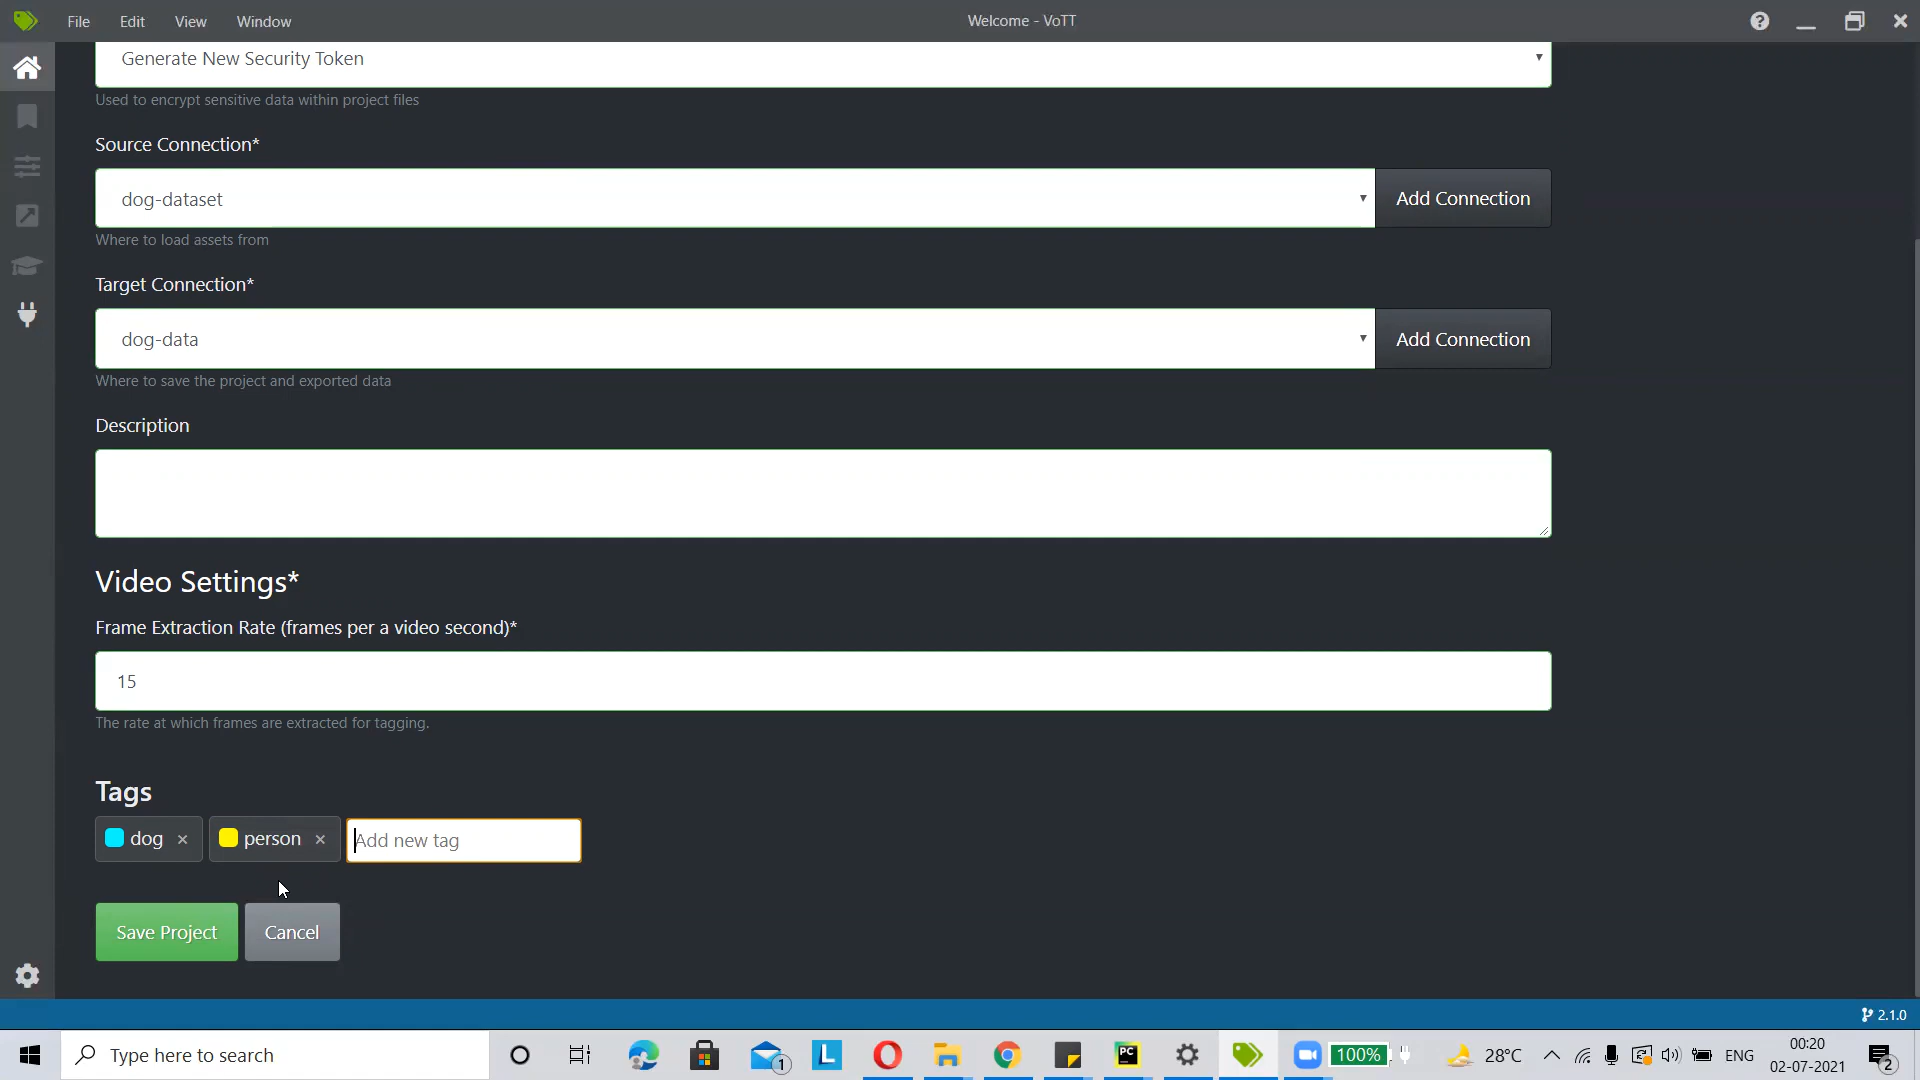 File Edit View Window Welcome - VoTT
Generate New Security Token
Used to encrypt sensitive data within project files
Source Connection*
dog-dataset Add Connection
Where to load assets from
Target Connection*
dog-data Add Connection
Where to save the project and exported data
Description
Video Settings*
Frame Extraction Rate (frames per a video second)*
15
The rate at which frames are extracted for tagging.
Tags
dog × person × Add new tag
Save Project Cancel
2.1.0
Type here to search 1 L PC 100% 28°C ENG 00:20
02-07-2021 2